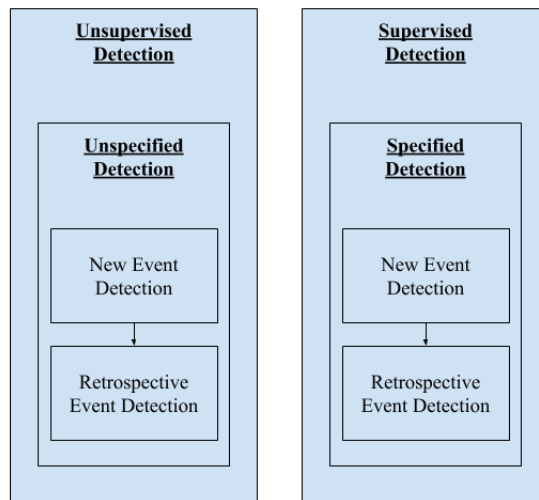 Unsupervised
Detection
Unspecified
Detection
New Event
Detection
Retrospective
Event Detection
Supervised
Detection
Specified
Detection
New Event
Detection
Retrospective
Event Detection